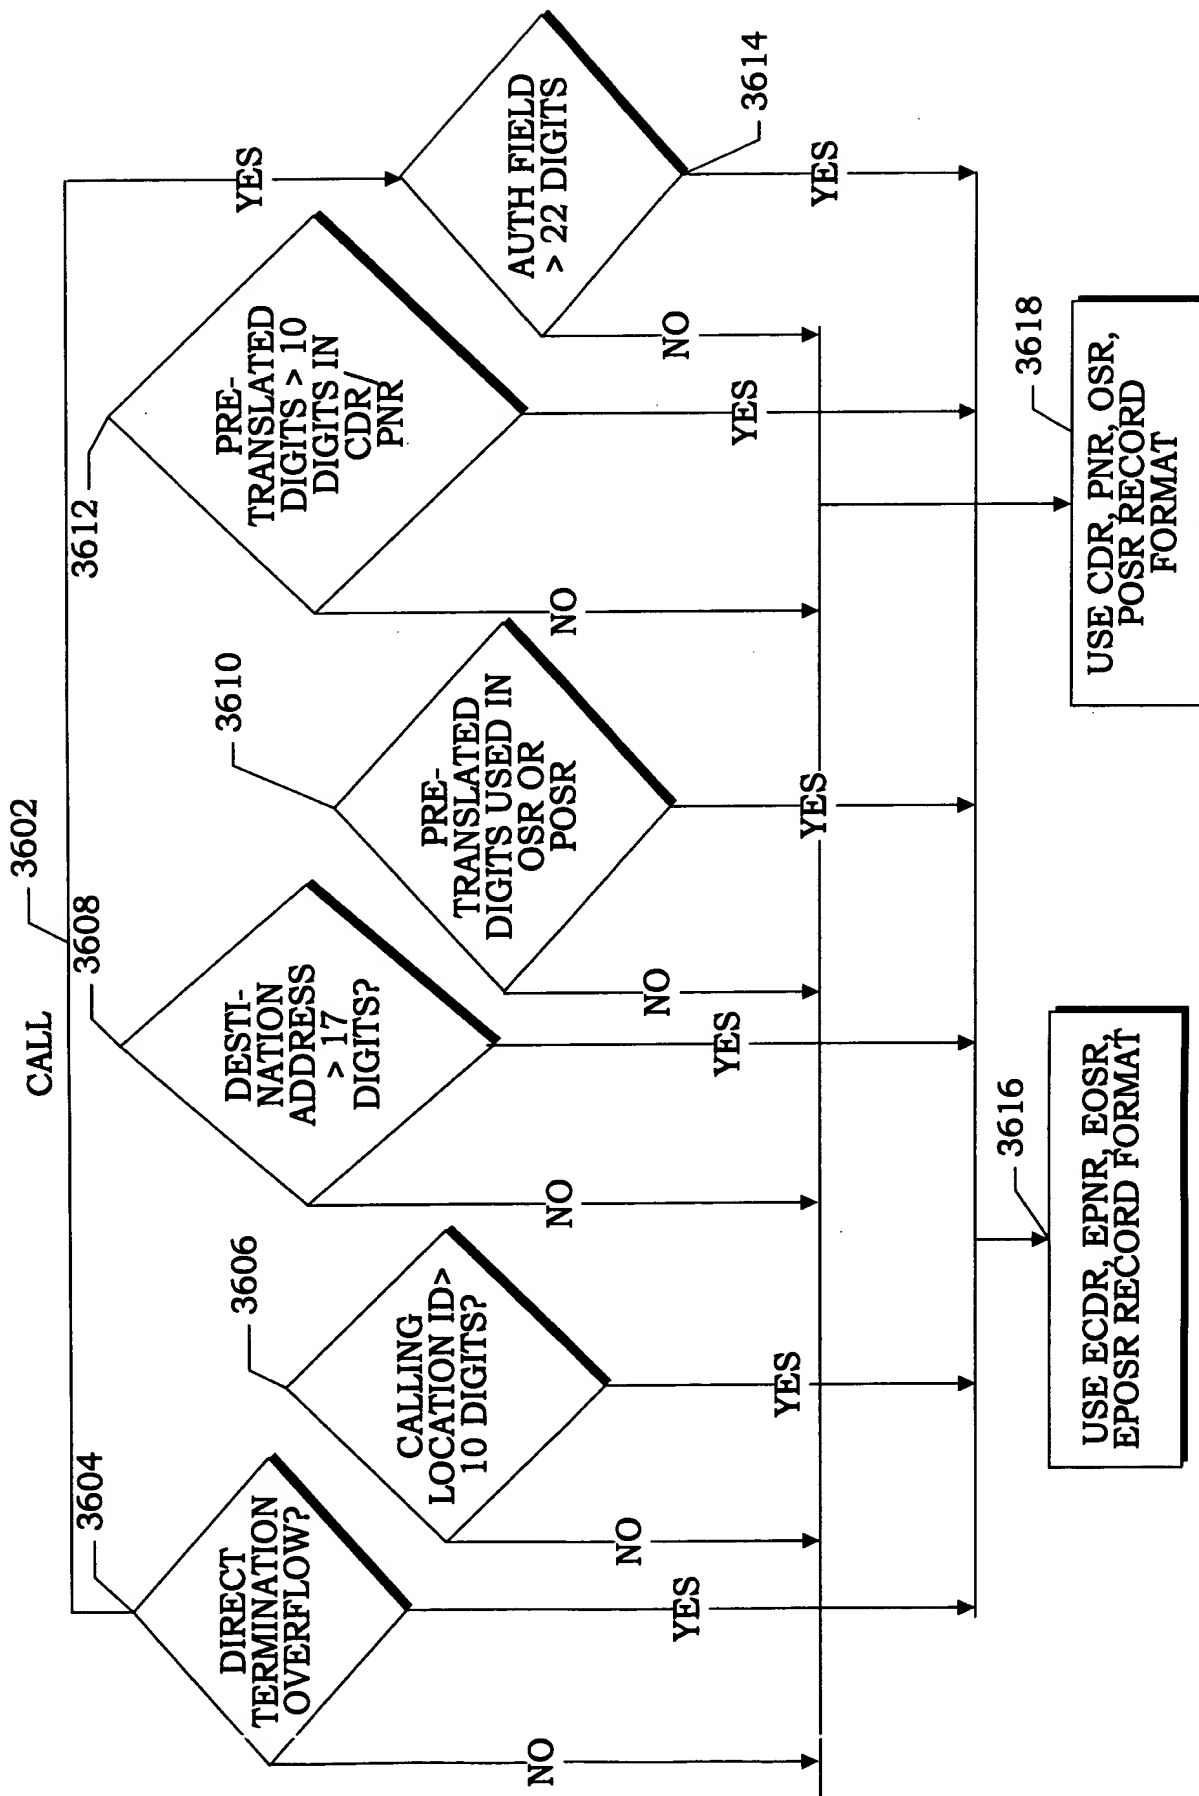 CALL
3602
3604
DIRECT
TERMINATION
OVERFLOW?
NO
YES
3606
CALLING
LOCATION ID>
10 DIGITS?
NO
YES
3608
DESTI-
NATION
ADDRESS
> 17
DIGITS?
NO
YES
3610
PRE-
TRANSLATED
DIGITS USED IN
OSR OR
POSR
NO
YES
3612
PRE-
TRANSLATED
DIGITS > 10
DIGITS IN
CDR/
PNR
NO
YES
YES
AUTH FIELD
> 22 DIGITS
3614
NO
YES
3616
USE ECDR, EPNR, EOSR,
EPOSR RECORD FORMAT
3618
USE CDR, PNR, OSR,
POSR RECORD
FORMAT